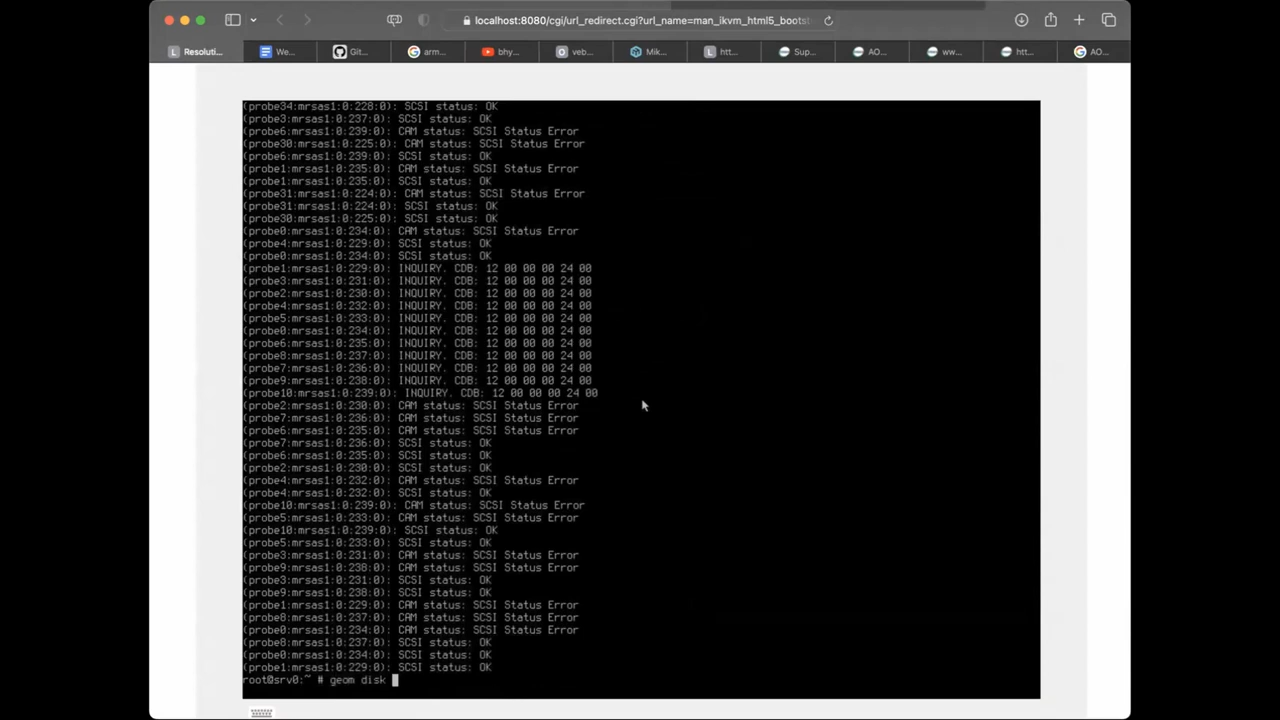 localhost:8080/cgi/url_redirect.cgi?url_name=man_ikvm_html5_bootst
Resoluti...
We...
Git...
arm...
bhy...
veb...
Mik...
htt...
Sup...
AO...
ww...
htt...
AO...
(probe34:mrsas1:0:228:0): SCSI status: OK
(probe3:mrsas1:0:237:0): SCSI status: OK
(probe6:mrsas1:0:239:0): CAM status: SCSI Status Error
(probe30:mrsas1:0:225:0): CAM status: SCSI Status Error
(probe6:mrsas1:0:239:0): SCSI status: OK
(probe1:mrsas1:0:235:0): CAM status: SCSI Status Error
(probe1:mrsas1:0:235:0): SCSI status: OK
(probe31:mrsas1:0:224:0): CAM status: SCSI Status Error
(probe31:mrsas1:0:224:0): SCSI status: OK
(probe30:mrsas1:0:225:0): SCSI status: OK
(probe0:mrsas1:0:234:0): CAM status: SCSI Status Error
(probe4:mrsas1:0:229:0): SCSI status: OK
(probe0:mrsas1:0:234:0): SCSI status: OK
(probe1:mrsas1:0:229:0): INQUIRY. CDB: 12 00 00 00 24 00
(probe3:mrsas1:0:231:0): INQUIRY. CDB: 12 00 00 00 24 00
(probe2:mrsas1:0:230:0): INQUIRY. CDB: 12 00 00 00 24 00
(probe4:mrsas1:0:232:0): INQUIRY. CDB: 12 00 00 00 24 00
(probe5:mrsas1:0:233:0): INQUIRY. CDB: 12 00 00 00 24 00
(probe0:mrsas1:0:234:0): INQUIRY. CDB: 12 00 00 00 24 00
(probe6:mrsas1:0:235:0): INQUIRY. CDB: 12 00 00 00 24 00
(probe8:mrsas1:0:237:0): INQUIRY. CDB: 12 00 00 00 24 00
(probe7:mrsas1:0:236:0): INQUIRY. CDB: 12 00 00 00 24 00
(probe9:mrsas1:0:238:0): INQUIRY. CDB: 12 00 00 00 24 00
(probe10:mrsas1:0:239:0): INQUIRY. CDB: 12 00 00 00 24 00
(probe2:mrsas1:0:230:0): CAM status: SCSI Status Error
(probe7:mrsas1:0:236:0): CAM status: SCSI Status Error
(probe6:mrsas1:0:235:0): CAM status: SCSI Status Error
(probe7:mrsas1:0:236:0): SCSI status: OK
(probe6:mrsas1:0:235:0): SCSI status: OK
(probe2:mrsas1:0:230:0): SCSI status: OK
(probe4:mrsas1:0:232:0): CAM status: SCSI Status Error
(probe4:mrsas1:0:232:0): SCSI status: OK
(probe10:mrsas1:0:239:0): CAM status: SCSI Status Error
(probe5:mrsas1:0:233:0): CAM status: SCSI Status Error
(probe10:mrsas1:0:239:0): SCSI status: OK
(probe5:mrsas1:0:233:0): SCSI status: OK
(probe3:mrsas1:0:231:0): CAM status: SCSI Status Error
(probe9:mrsas1:0:238:0): CAM status: SCSI Status Error
(probe3:mrsas1:0:231:0): SCSI status: OK
(probe9:mrsas1:0:238:0): SCSI status: OK
(probe1:mrsas1:0:229:0): CAM status: SCSI Status Error
(probe8:mrsas1:0:237:0): CAM status: SCSI Status Error
(probe0:mrsas1:0:234:0): CAM status: SCSI Status Error
(probe8:mrsas1:0:237:0): SCSI status: OK
(probe0:mrsas1:0:234:0): SCSI status: OK
(probe1:mrsas1:0:229:0): SCSI status: OK
root@srv0:~ # geom disk